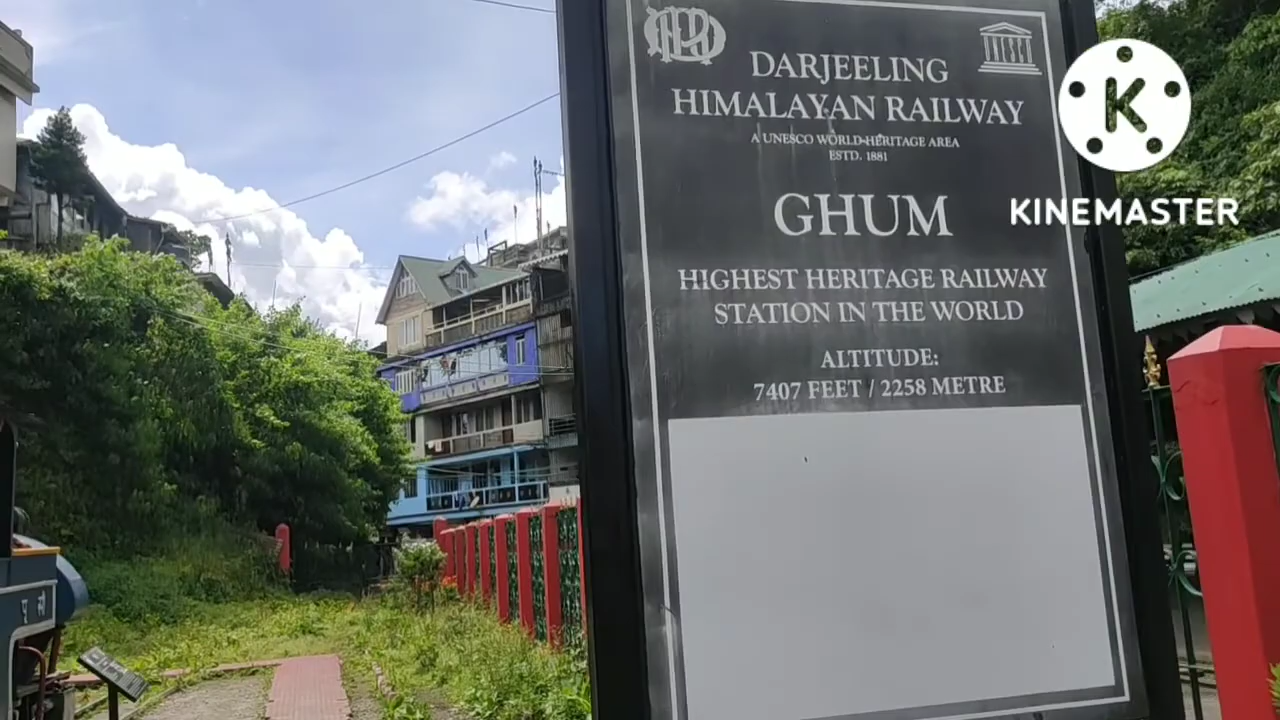 DARJEELING
HIMALAYAN RAILWAY
A UNESCO WORLD HERITAGE AREA
ESTD. 1881
GHUM
HIGHEST HERITAGE RAILWAY
STATION IN THE WORLD
ALTITUDE:
7407 FEET / 2258 METRE
K
KINEMASTER
पू सी